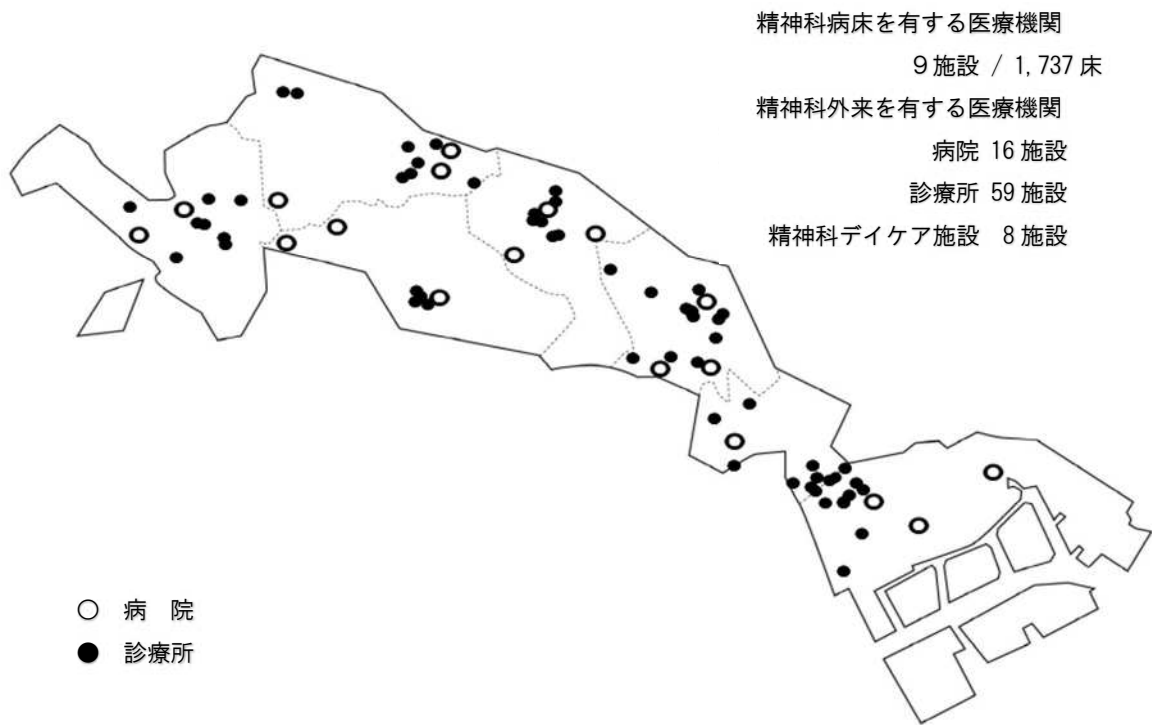 精神科病床を有する医療機関
9施設 / 1,737床
精神科外来を有する医療機関
病院 16施設
診療所 59施設
精神科デイケア施設 8施設
○ 病 院
● 診療所